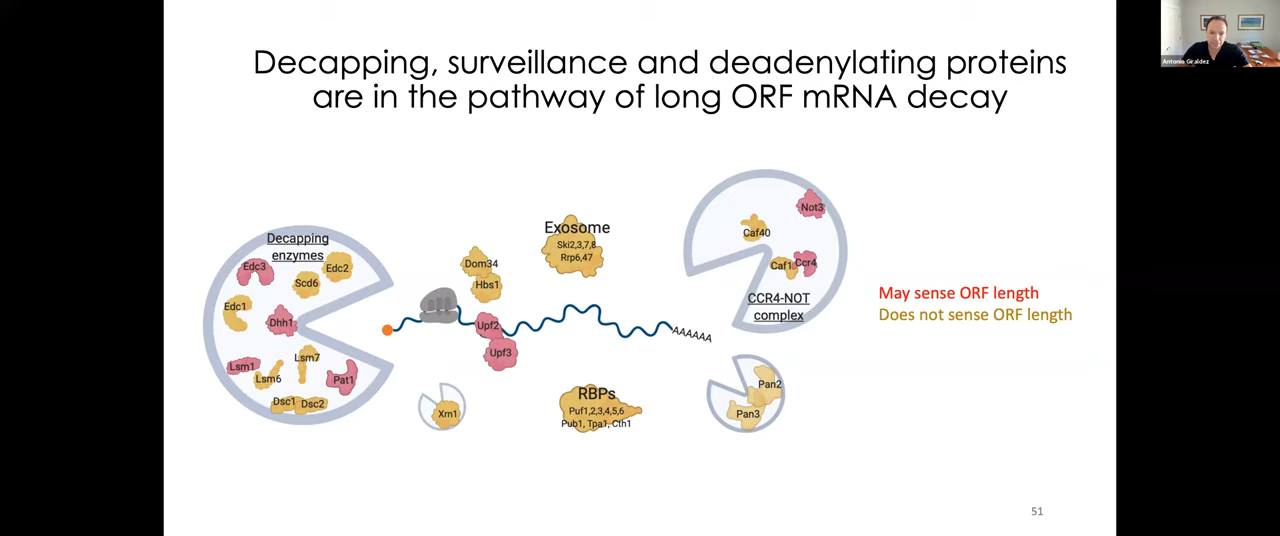 Antonio Giraldez
Decapping, surveillance and deadenylating proteins
are in the pathway of long ORF mRNA decay
Decapping
enzymes
Edc3
Edc2
Scd6
Edc1
Dhh1
Lsm7
Lsm1
Lsm6
Pat1
Dsc1
Dsc2
Dom34
Hbs1
Upf2
Upf3
Xrn1
Exosome
Ski2,3,7,8
Rrp6,47
RBPs
Puf1,2,3,4,5,6
Pub1, Tpa1, Cth1
AAAAAA
Not3
Caf40
Caf1
Ccr4
CCR4-NOT
complex
Pan2
Pan3
May sense ORF length
Does not sense ORF length
51